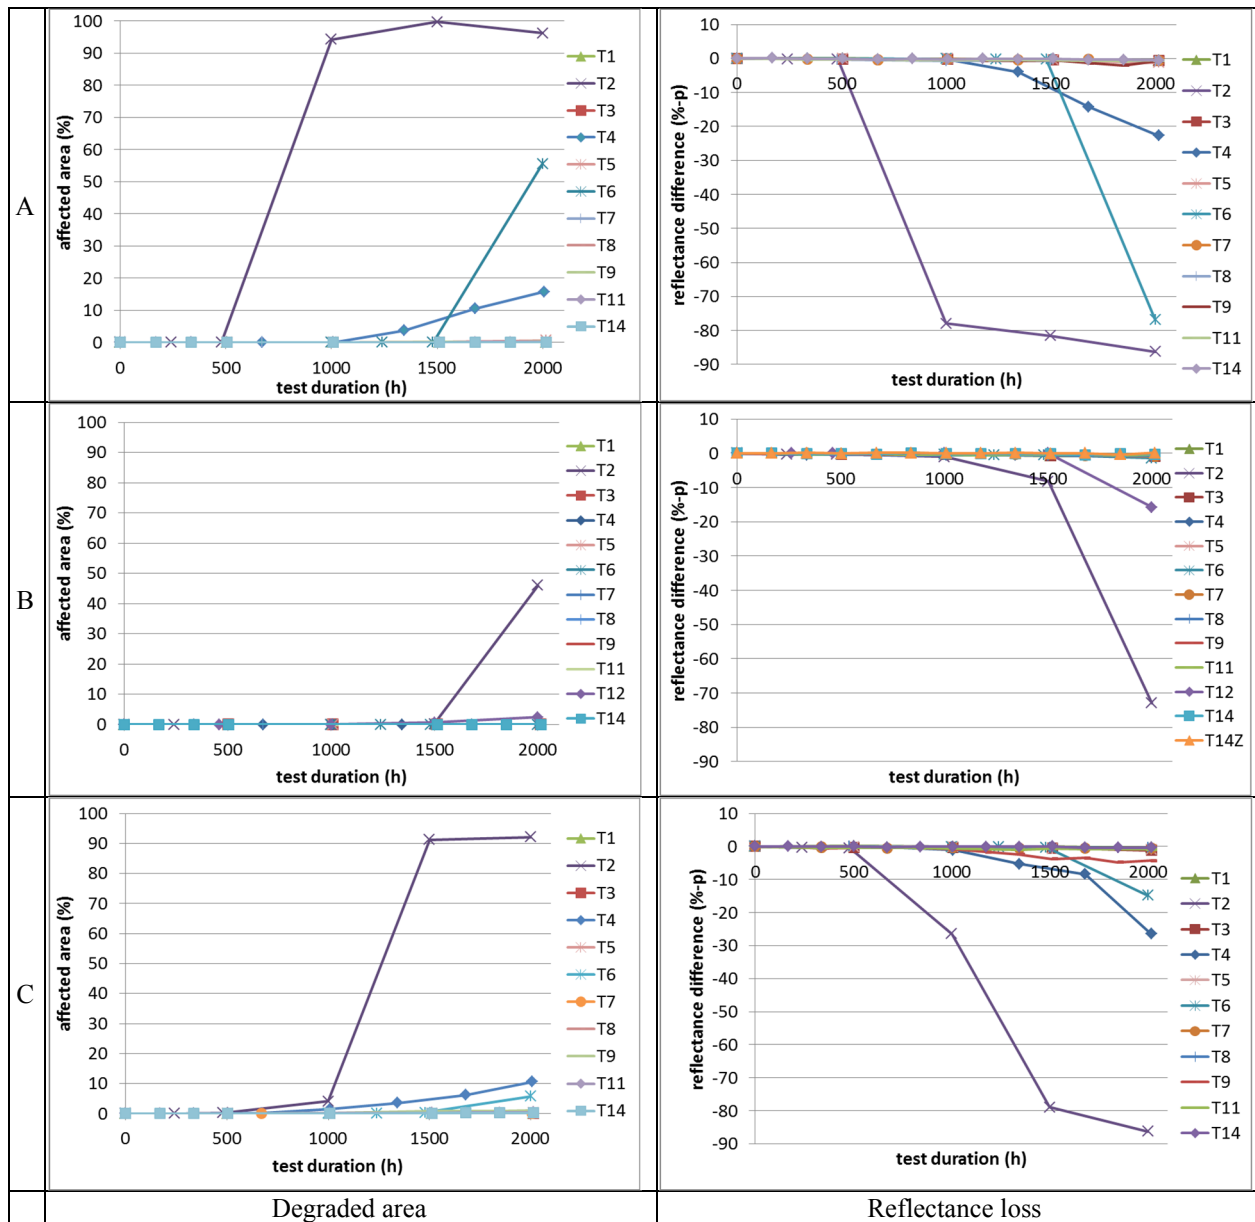 A
affected area (%)
100
90
80
70
60
50
40
30
20
10
0
0 500 1000 1500 2000
test duration (h)
T1
T2
T3
T4
T5
T6
T7
T8
T9
T11
T14
reflectance difference (%-p)
10
0
-10
-20
-30
-40
-50
-60
-70
-80
-90
0 500 1000 1500 2000
test duration (h)
T1
T2
T3
T4
T5
T6
T7
T8
T9
T11
T14
B
affected area (%)
100
90
80
70
60
50
40
30
20
10
0
0 500 1000 1500 2000
test duration (h)
T1
T2
T3
T4
T5
T6
T7
T8
T9
T11
T12
T14
reflectance difference (%-p)
10
0
-10
-20
-30
-40
-50
-60
-70
-80
-90
0 500 1000 1500 2000
test duration (h)
T1
T2
T3
T4
T5
T6
T7
T8
T9
T11
T12
T14
T14Z
C
affected area (%)
100
90
80
70
60
50
40
30
20
10
0
0 500 1000 1500 2000
test duration (h)
T1
T2
T3
T4
T5
T6
T7
T8
T9
T11
T14
reflectance difference (%-p)
10
0
-10
-20
-30
-40
-50
-60
-70
-80
-90
0 500 1000 1500 2000
test duration (h)
T1
T2
T3
T4
T5
T6
T7
T8
T9
T11
T14
Degraded area
Reflectance loss